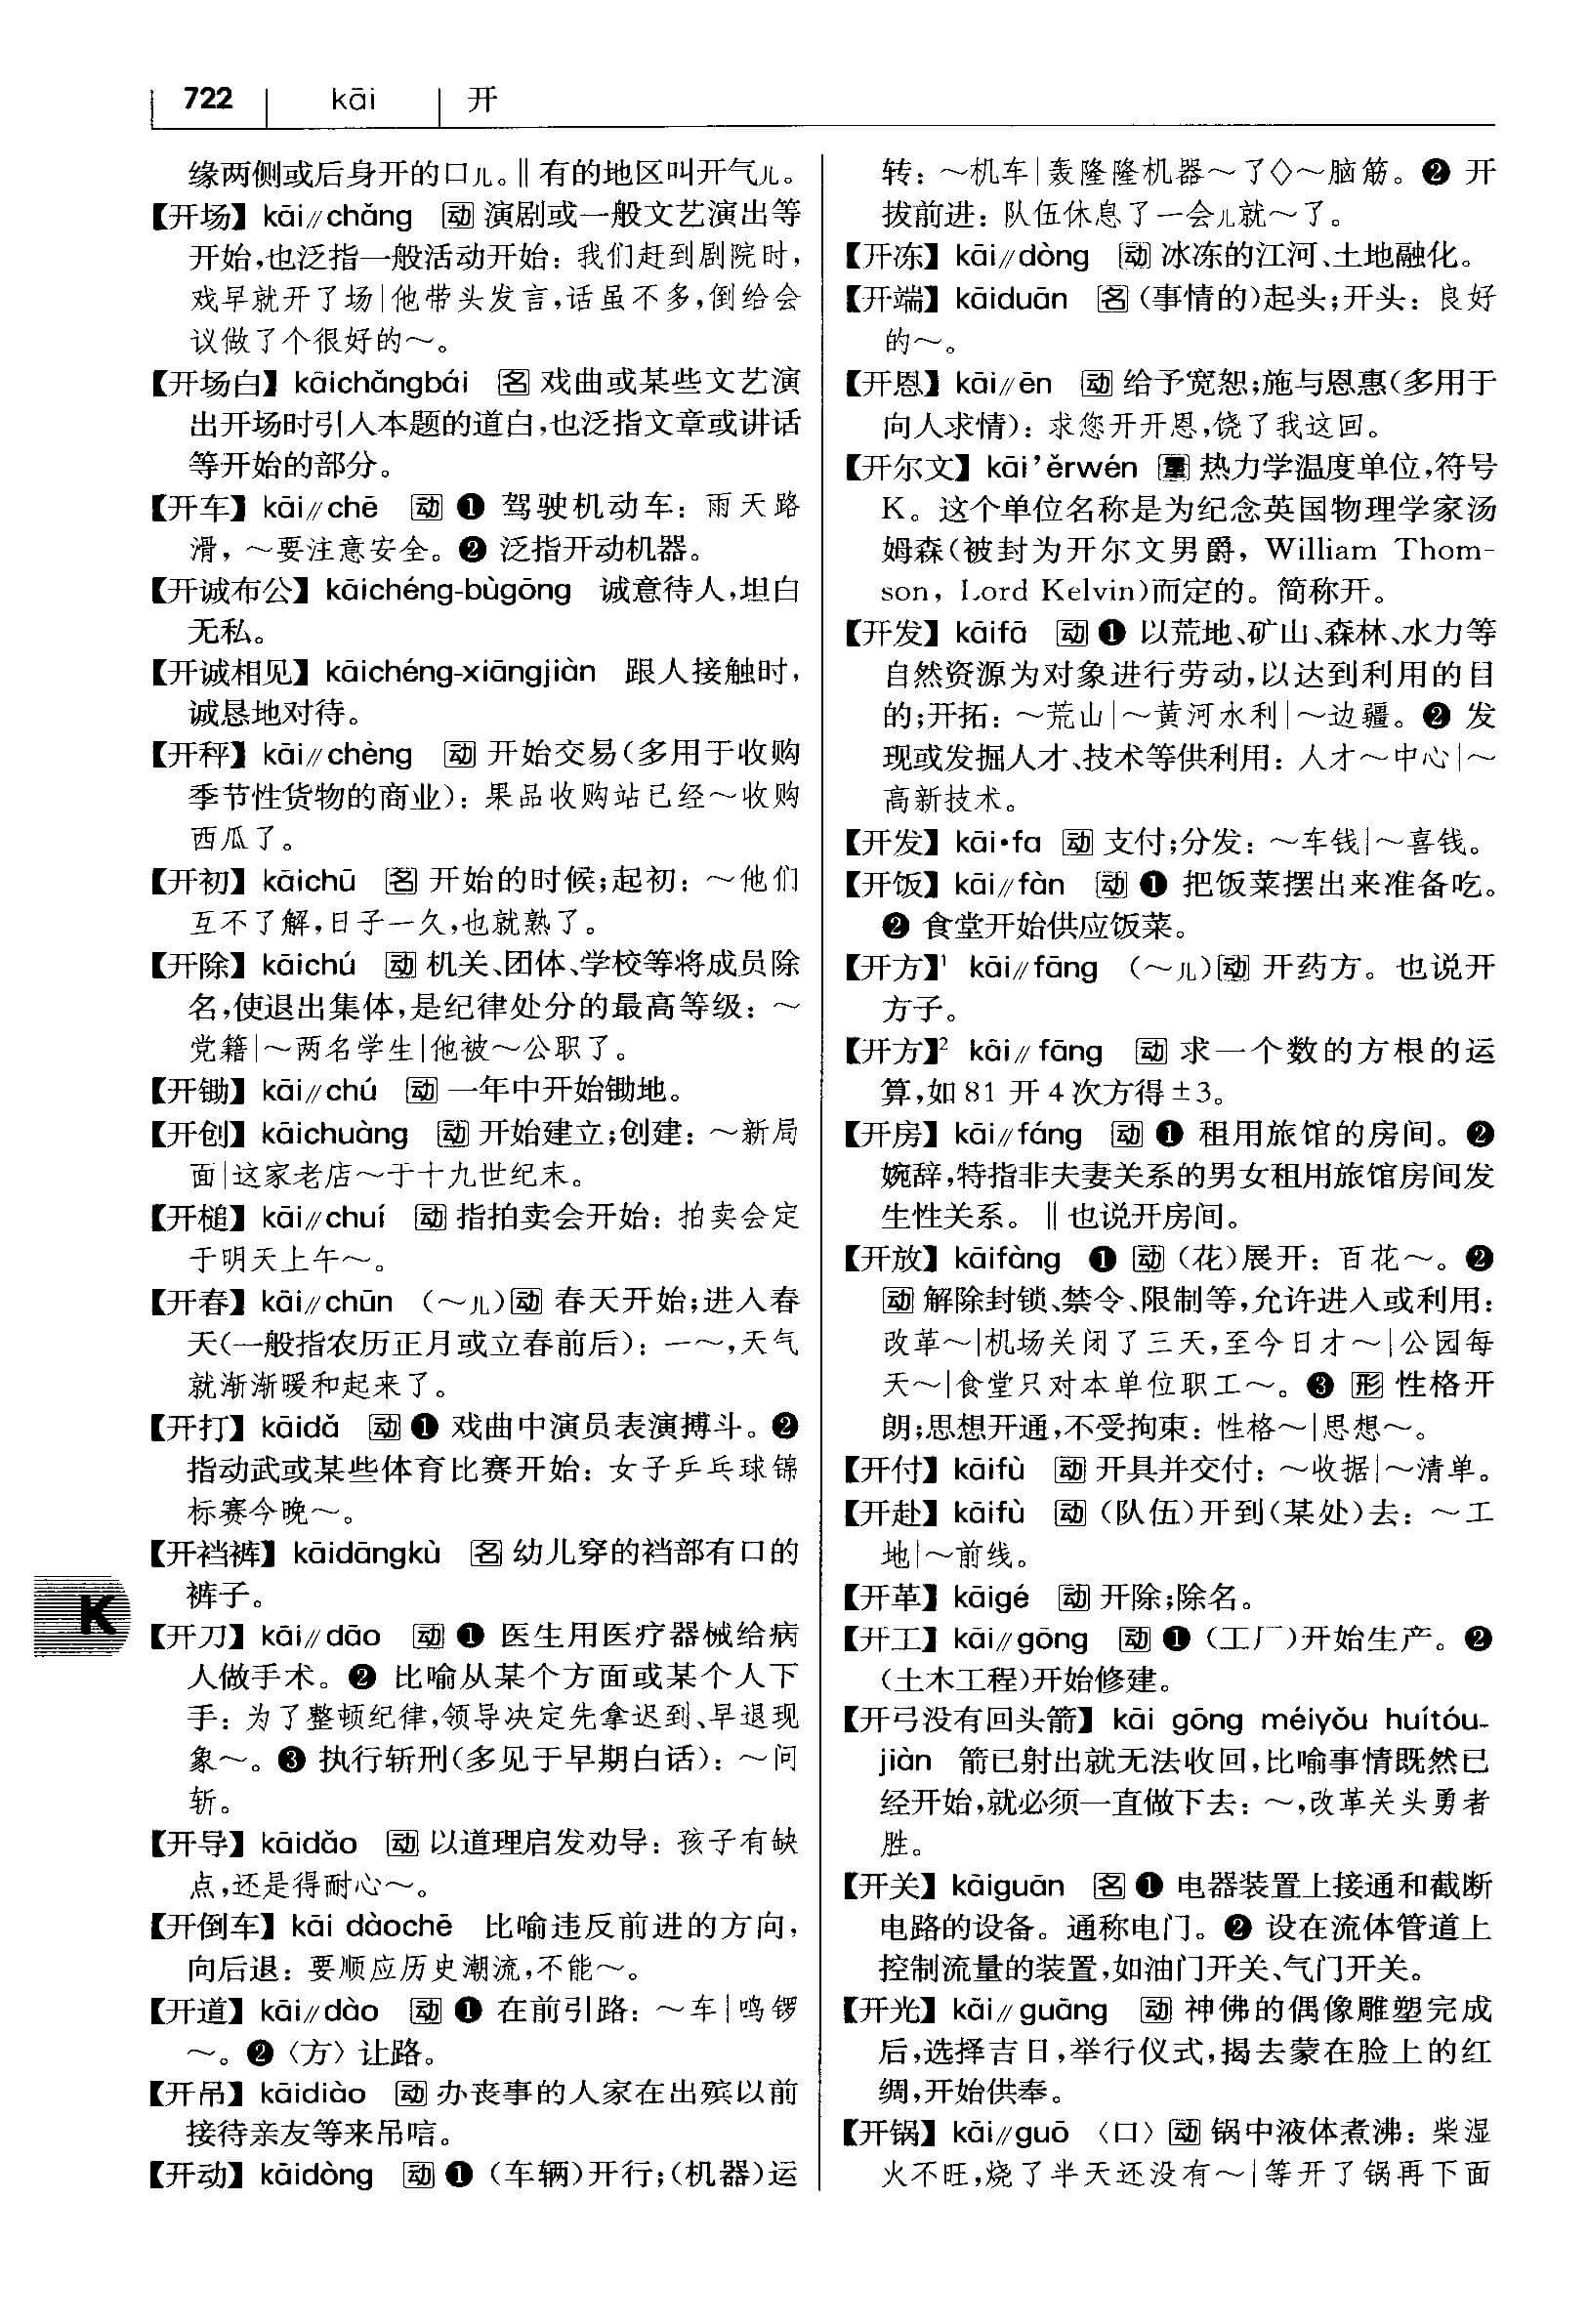 722 kāi 开
缘两侧或后身开的口儿。‖有的地区叫开气儿。
【开场】kāi∥chǎng 动 演剧或一般文艺演出等
开始,也泛指一般活动开始：我们赶到剧院时,
戏早就开了场|他带头发言,话虽不多,倒给会
议做了个很好的～。
【开场白】kāichǎngbái 名 戏曲或某些文艺演
出开场时引入本题的道白,也泛指文章或讲话
等开始的部分。
【开车】kāi∥chē 动 ❶ 驾驶机动车：雨天路
滑，～要注意安全。❷ 泛指开动机器。
【开诚布公】kāichéng-bùgōng 诚意待人,坦白
无私。
【开诚相见】kāichéng-xiāngjiàn 跟人接触时,
诚恳地对待。
【开秤】kāi∥chèng 动 开始交易(多用于收购
季节性货物的商业)：果品收购站已经～收购
西瓜了。
【开初】kāichū 名 开始的时候;起初：～他们
互不了解,日子一久,也就熟了。
【开除】kāichú 动 机关、团体、学校等将成员除
名,使退出集体,是纪律处分的最高等级：～
党籍|～两名学生|他被～公职了。
【开锄】kāi∥chú 动 一年中开始锄地。
【开创】kāichuàng 动 开始建立;创建：～新局
面|这家老店～于十九世纪末。
【开槌】kāi∥chuí 动 指拍卖会开始：拍卖会定
于明天上午～。
【开春】kāi∥chūn （～儿）动 春天开始;进入春
天(一般指农历正月或立春前后)：一～,天气
就渐渐暖和起来了。
【开打】kāidǎ 动 ❶ 戏曲中演员表演搏斗。❷
指动武或某些体育比赛开始：女子乒乓球锦
标赛今晚～。
【开裆裤】kāidāngkù 名 幼儿穿的裆部有口的
裤子。
K
【开刀】kāi∥dāo 动 ❶ 医生用医疗器械给病
人做手术。❷ 比喻从某个方面或某个人下
手：为了整顿纪律,领导决定先拿迟到、早退现
象～。❸ 执行斩刑(多见于早期白话)：～问
斩。
【开导】kāidǎo 动 以道理启发劝导：孩子有缺
点,还是得耐心～。
【开倒车】kāi dàochē 比喻违反前进的方向,
向后退：要顺应历史潮流,不能～。
【开道】kāi∥dào 动 ❶ 在前引路：～车|鸣锣
～。❷〈方〉让路。
【开吊】kāidiào 动 办丧事的人家在出殡以前
接待亲友等来吊唁。
【开动】kāidòng 动 ❶（车辆)开行;(机器)运
转：～机车|轰隆隆机器～了◇～脑筋。❷ 开
拔前进：队伍休息了一会儿就～了。
【开冻】kāi∥dòng 动 冰冻的江河、土地融化。
【开端】kāiduān 名（事情的)起头;开头：良好
的～。
【开恩】kāi∥ēn 动 给予宽恕;施与恩惠(多用于
向人求情)：求您开开恩,饶了我这回。
【开尔文】kāi’ěrwén 量 热力学温度单位,符号
K。这个单位名称是为纪念英国物理学家汤
姆森(被封为开尔文男爵，William Thom-
son，Lord Kelvin)而定的。简称开。
【开发】kāifā 动 ❶ 以荒地、矿山、森林、水力等
自然资源为对象进行劳动,以达到利用的目
的;开拓：～荒山|～黄河水利|～边疆。❷ 发
现或发掘人才、技术等供利用：人才～中心|～
高新技术。
【开发】kāi•fa 动 支付;分发：～车钱|～喜钱。
【开饭】kāi∥fàn 动 ❶ 把饭菜摆出来准备吃。
❷ 食堂开始供应饭菜。
【开方】¹ kāi∥fāng （～儿）动 开药方。也说开
方子。
【开方】² kāi∥fāng 动 求一个数的方根的运
算,如 81 开 4 次方得±3。
【开房】kāi∥fáng 动 ❶ 租用旅馆的房间。❷
婉辞,特指非夫妻关系的男女租用旅馆房间发
生性关系。‖也说开房间。
【开放】kāifàng ❶ 动（花)展开：百花～。❷
动 解除封锁、禁令、限制等,允许进入或利用：
改革～|机场关闭了三天,至今日才～|公园每
天～|食堂只对本单位职工～。❸ 形 性格开
朗;思想开通,不受拘束：性格～|思想～。
【开付】kāifù 动 开具并交付：～收据|～清单。
【开赴】kāifù 动（队伍)开到(某处)去：～工
地|～前线。
【开革】kāigé 动 开除;除名。
【开工】kāi∥gōng 动 ❶（工厂)开始生产。❷
（土木工程)开始修建。
【开弓没有回头箭】kāi gōng méiyǒu huítóu-
jiàn 箭已射出就无法收回,比喻事情既然已
经开始,就必须一直做下去：～,改革关头勇者
胜。
【开关】kāiguān 名 ❶ 电器装置上接通和截断
电路的设备。通称电门。❷ 设在流体管道上
控制流量的装置,如油门开关、气门开关。
【开光】kāi∥guāng 动 神佛的偶像雕塑完成
后,选择吉日,举行仪式,揭去蒙在脸上的红
绸,开始供奉。
【开锅】kāi∥guō 〈口〉动 锅中液体煮沸：柴湿
火不旺,烧了半天还没有～|等开了锅再下面